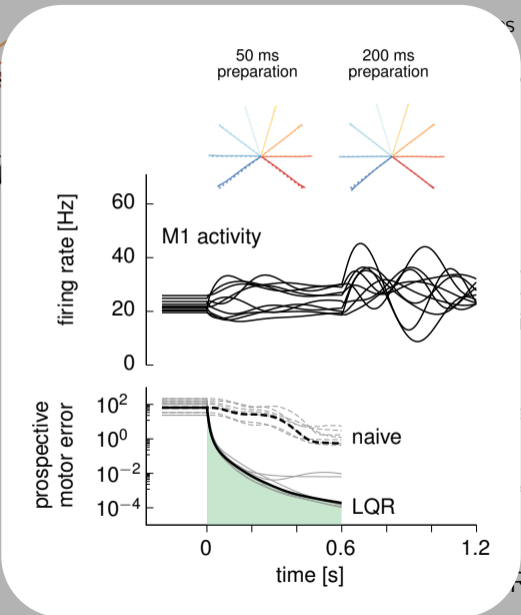 50 ms
preparation
200 ms
preparation
60
40
20
0
firing rate [Hz]
M1 activity
10²
10⁰
10⁻²
10⁻⁴
prospective
motor error
naive
LQR
0
0.6
1.2
time [s]